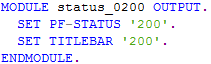 MODULE status_0200 OUTPUT.
  SET PF-STATUS '200'.
  SET TITLEBAR '200'.
ENDMODULE.